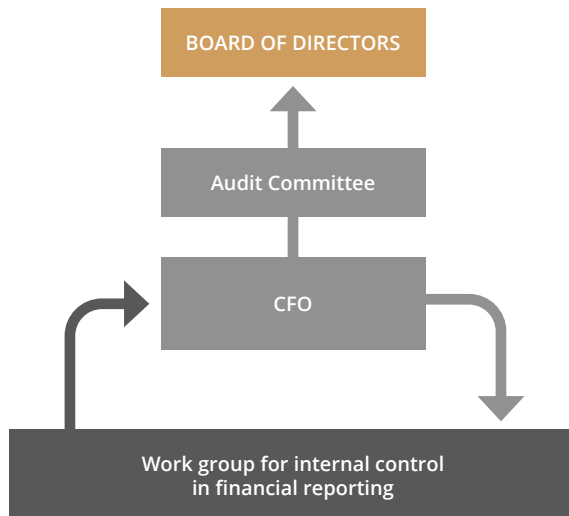 BOARD OF DIRECTORS
Audit Committee
CFO
Work group for internal control
in financial reporting